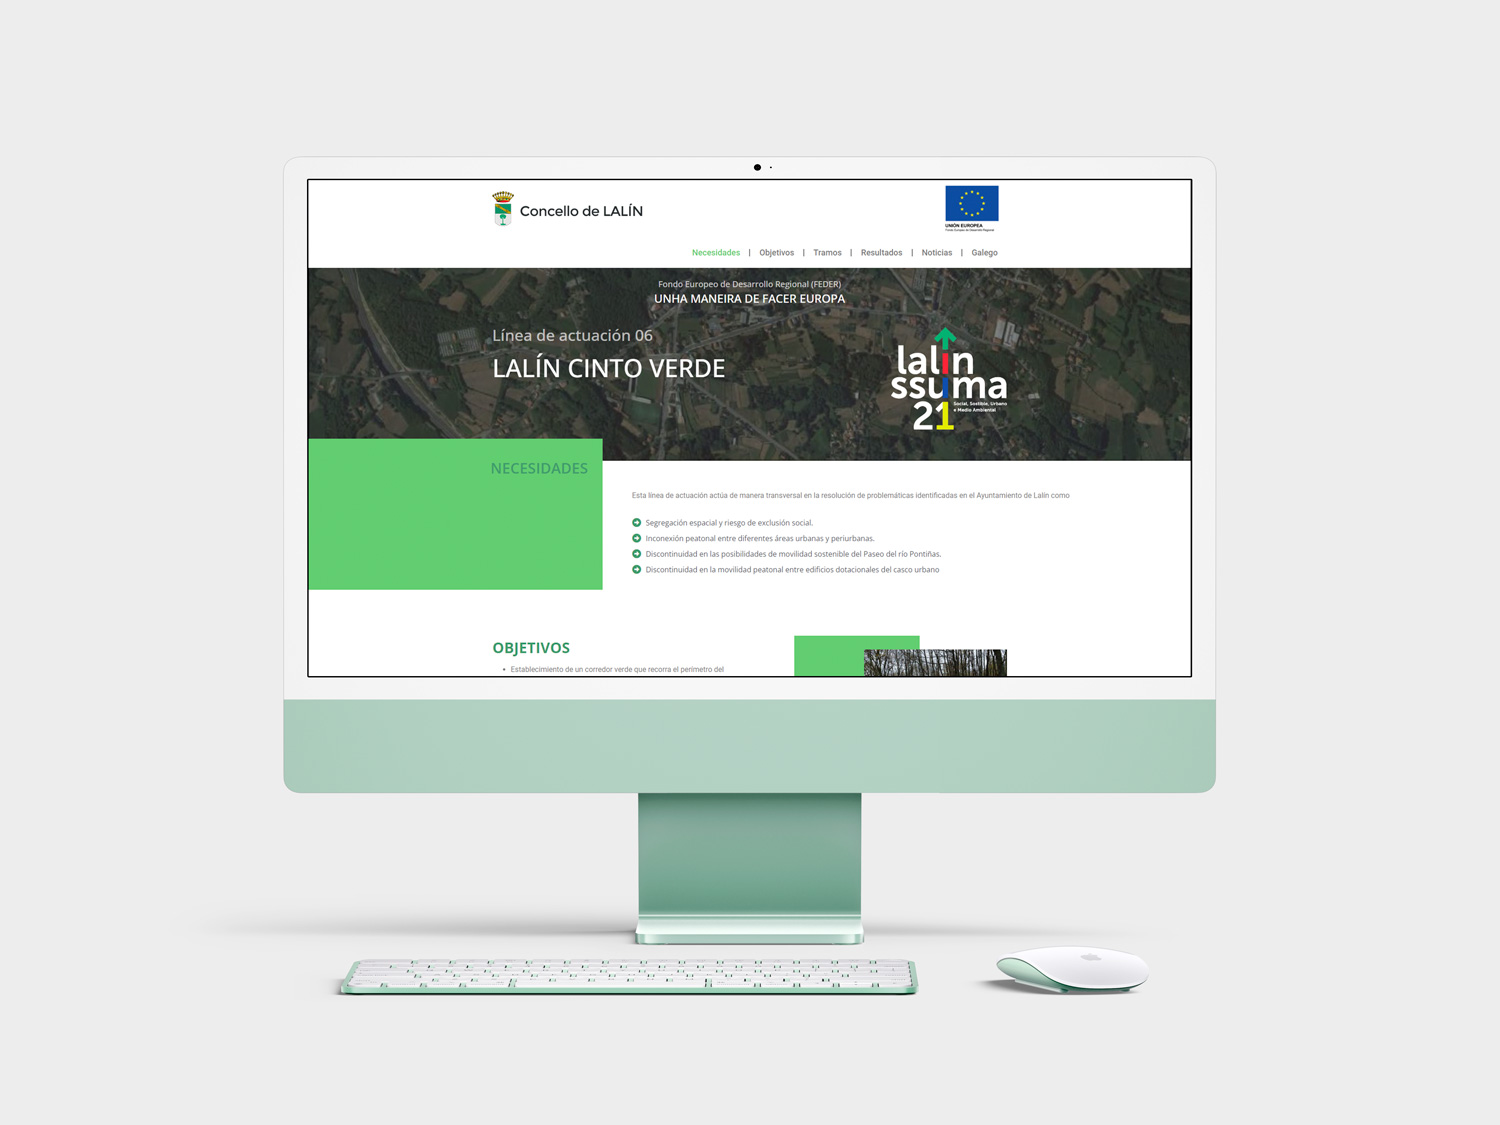 Concello de LALÍN
UNIÓN EUROPEA
Fondo Europeo de Desarrollo Regional
Necesidades | Objetivos | Tramos | Resultados | Noticias | Galego
Fondo Europeo de Desarrollo Regional (FEDER)
UNHA MANEIRA DE FACER EUROPA
Línea de actuación 06
LALÍN CINTO VERDE
lalín
ssuma
21
Social, Sostible, Urbano
e Medio Ambiental
NECESIDADES
Esta línea de actuación actúa de manera transversal en la resolución de problemáticas identificadas en el Ayuntamiento de Lalín como
Segregación espacial y riesgo de exclusión social.
Inconexión peatonal entre diferentes áreas urbanas y periurbanas.
Discontinuidad en las posibilidades de movilidad sostenible del Paseo del río Pontiñas.
Discontinuidad en la movilidad peatonal entre edificios dotacionales del casco urbano
OBJETIVOS
• Establecimiento de un corredor verde que recorra el perímetro del